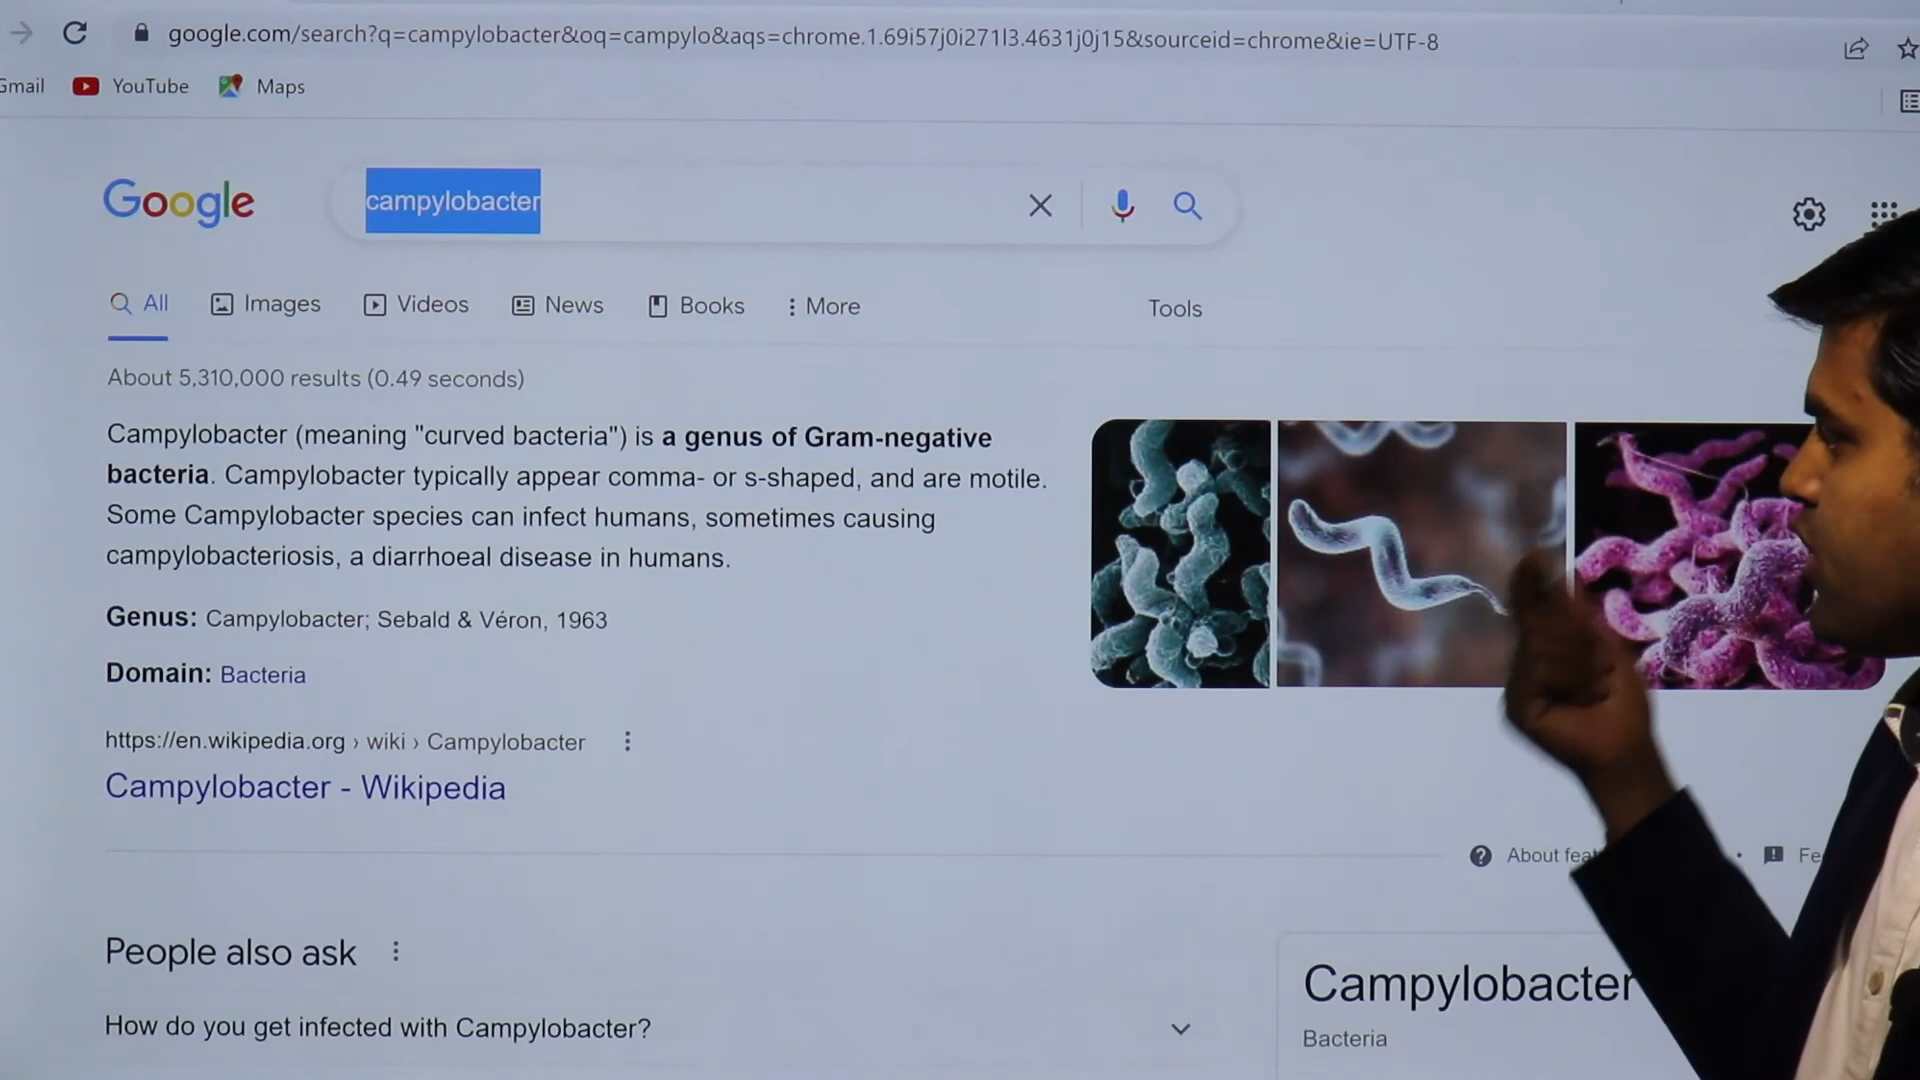 google.com/search?q=campylobacter&oq=campylo&aqs=chrome.1.69i57j0i271l3.4631j0j15&sourceid=chrome&ie=UTF-8
Gmail YouTube Maps
Google campylobacter
All Images Videos News Books More Tools
About 5,310,000 results (0.49 seconds)
Campylobacter (meaning "curved bacteria") is a genus of Gram-negative
bacteria. Campylobacter typically appear comma- or s-shaped, and are motile.
Some Campylobacter species can infect humans, sometimes causing
campylobacteriosis, a diarrhoeal disease in humans.
Genus: Campylobacter; Sebald & Véron, 1963
Domain: Bacteria
https://en.wikipedia.org › wiki › Campylobacter
Campylobacter - Wikipedia
About
People also ask
How do you get infected with Campylobacter?
Campylobacter
Bacteria